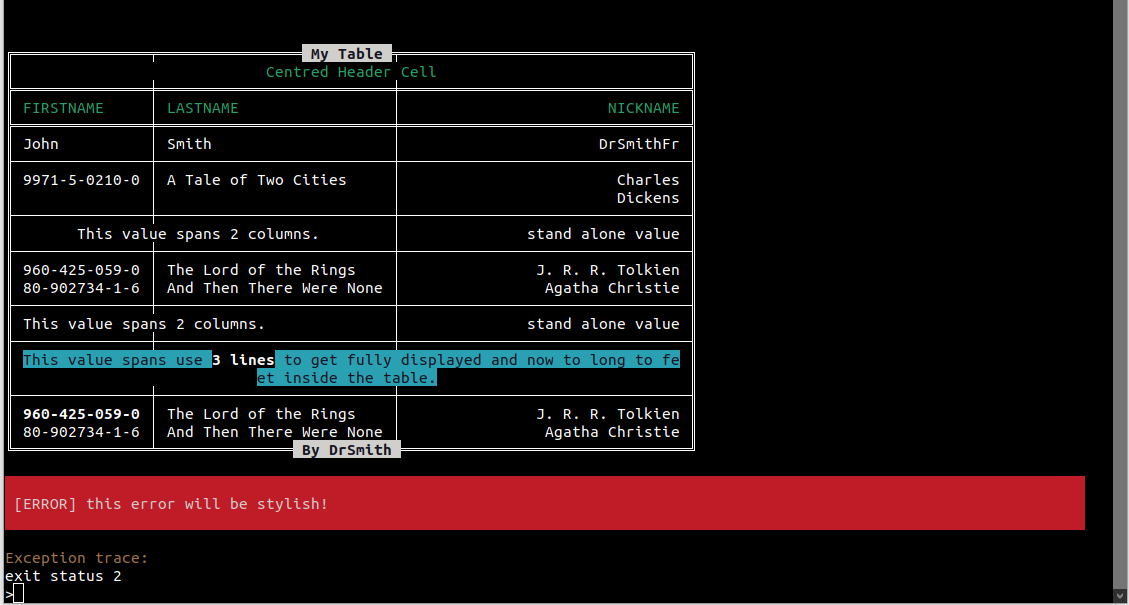 My Table
Centred Header Cell
FIRSTNAME LASTNAME NICKNAME
John Smith DrSmithFr
9971-5-0210-0 A Tale of Two Cities Charles
Dickens
This value spans 2 columns. stand alone value
960-425-059-0 The Lord of the Rings J. R. R. Tolkien
80-902734-1-6 And Then There Were None Agatha Christie
This value spans 2 columns. stand alone value
This value spans use 3 lines to get fully displayed and now to long to fe
et inside the table.
960-425-059-0 The Lord of the Rings J. R. R. Tolkien
80-902734-1-6 And Then There Were None Agatha Christie
By DrSmith
[ERROR] this error will be stylish!
Exception trace:
exit status 2
>